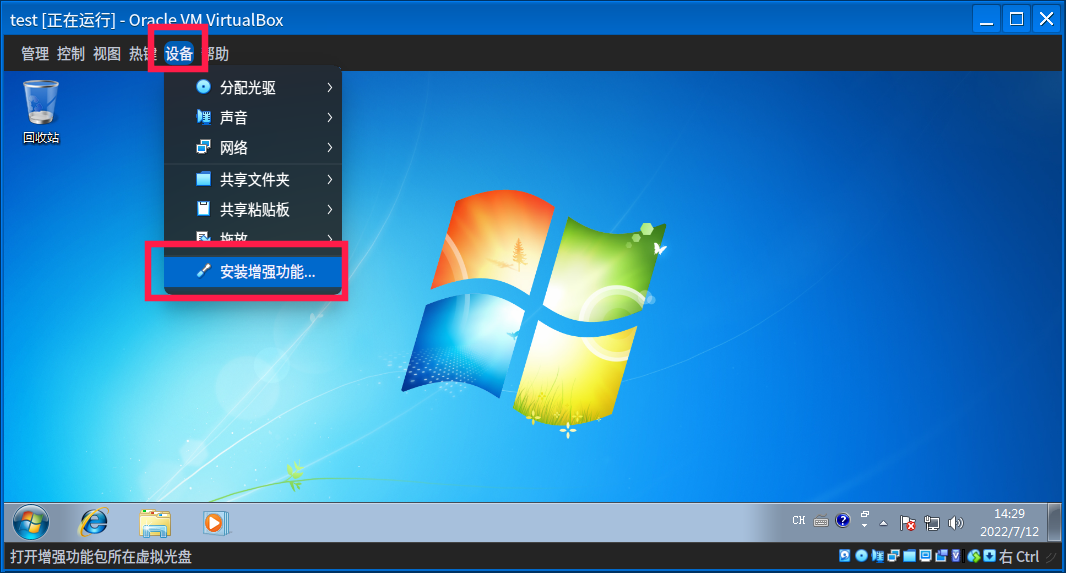 test [正在运行] - Oracle VM VirtualBox
管理 控制 视图 热键 设备 帮助
回收站
分配光驱
声音
网络
共享文件夹
共享粘贴板
拖放
安装增强功能...
CH
14:29
2022/7/12
打开增强功能包所在虚拟光盘
右 Ctrl